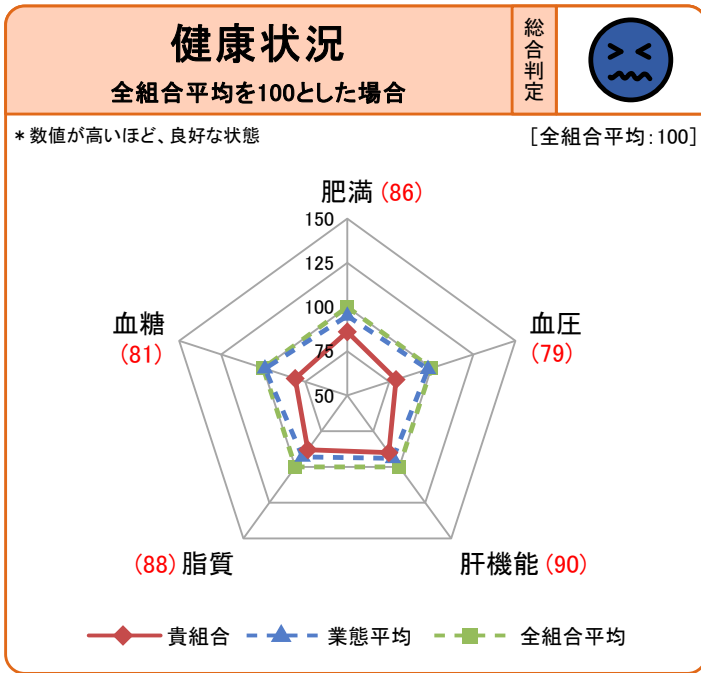 健康状況
全組合平均を100とした場合
総合判定
＊数値が高いほど、良好な状態
[全組合平均:100]
肥満(86)
150
125
100
75
50
血糖
(81)
血圧
(79)
(88)脂質
肝機能(90)
貴組合
業態平均
全組合平均